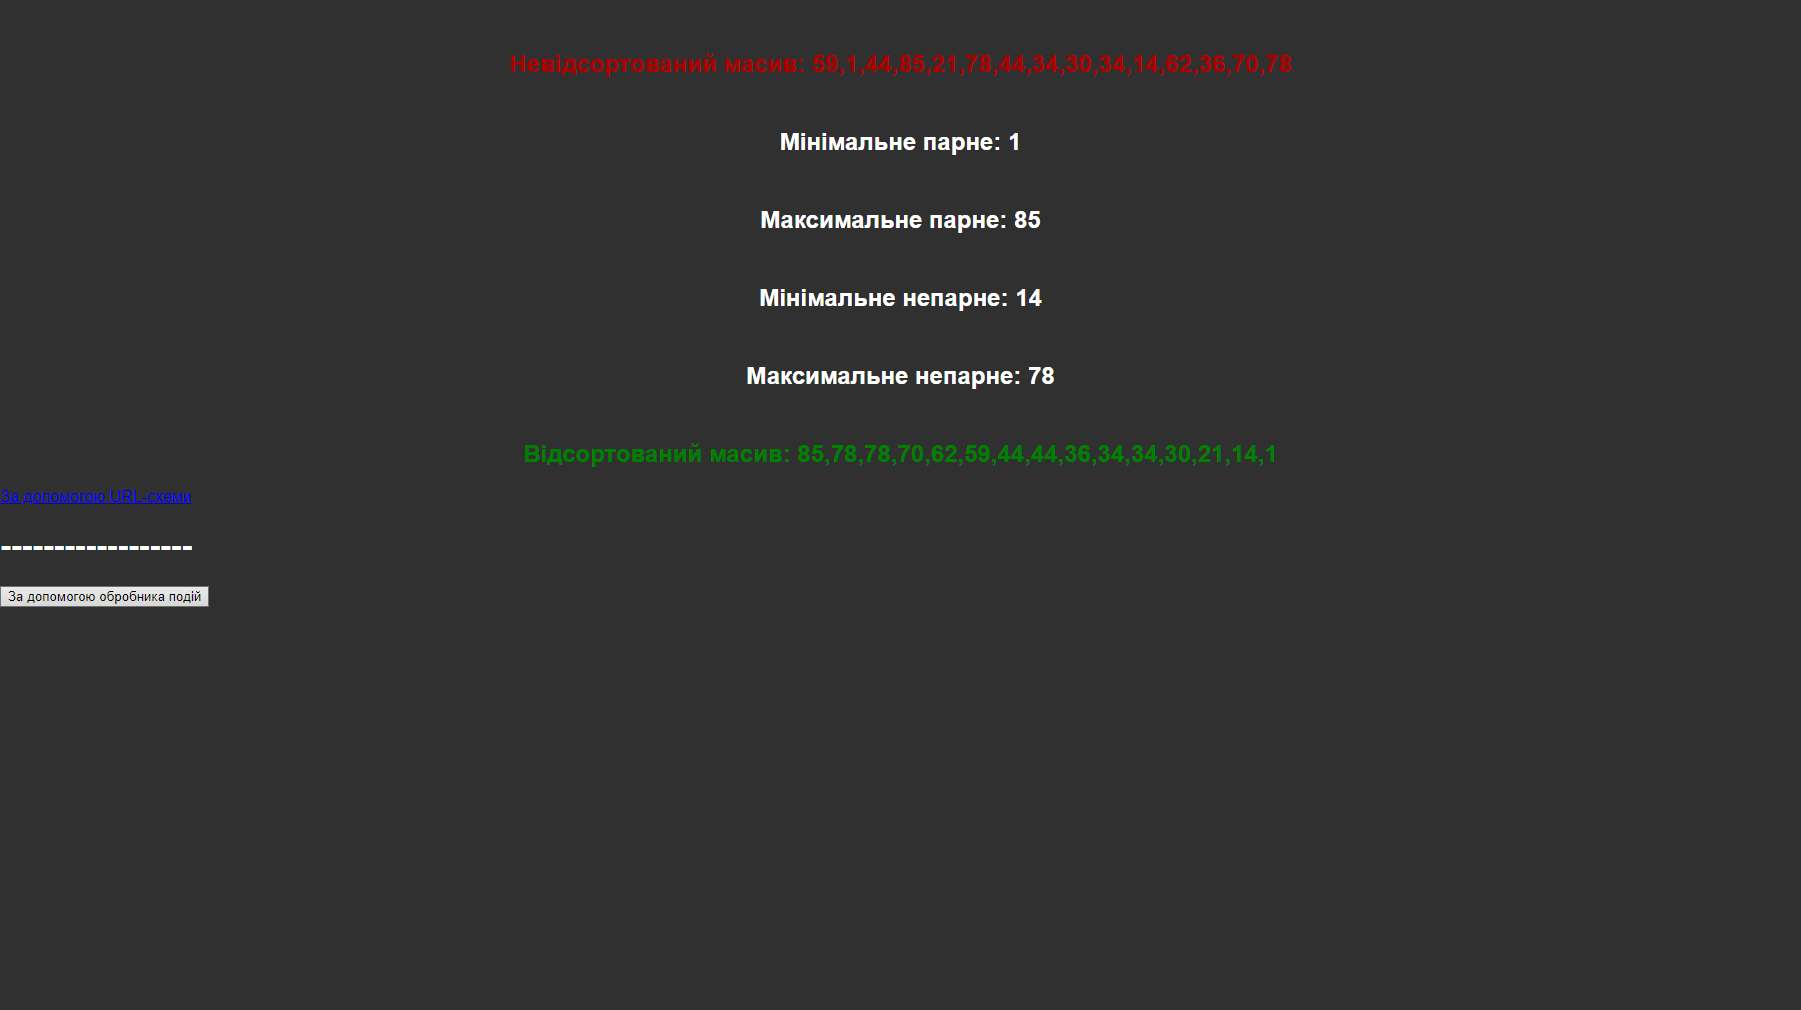 Невідсортований масив: 59,1,44,85,21,78,44,34,30,34,14,62,36,70,78
Мінімальне парне: 1
Максимальне парне: 85
Мінімальне непарне: 14
Максимальне непарне: 78
Відсортований масив: 85,78,78,70,62,59,44,44,36,34,34,30,21,14,1
За допомогою URL-схеми
------------------
За допомогою обробника подій